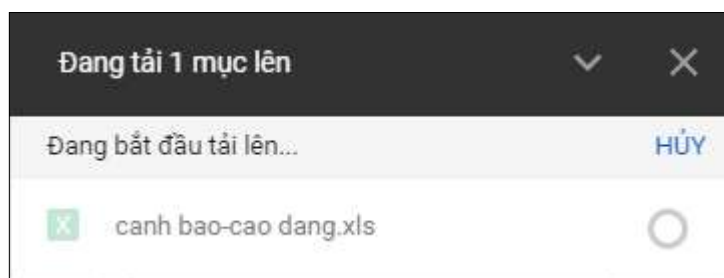 Đang tải 1 mục lên
Đang bắt đầu tải lên... HỦY
X canh bao-cao dang.xls